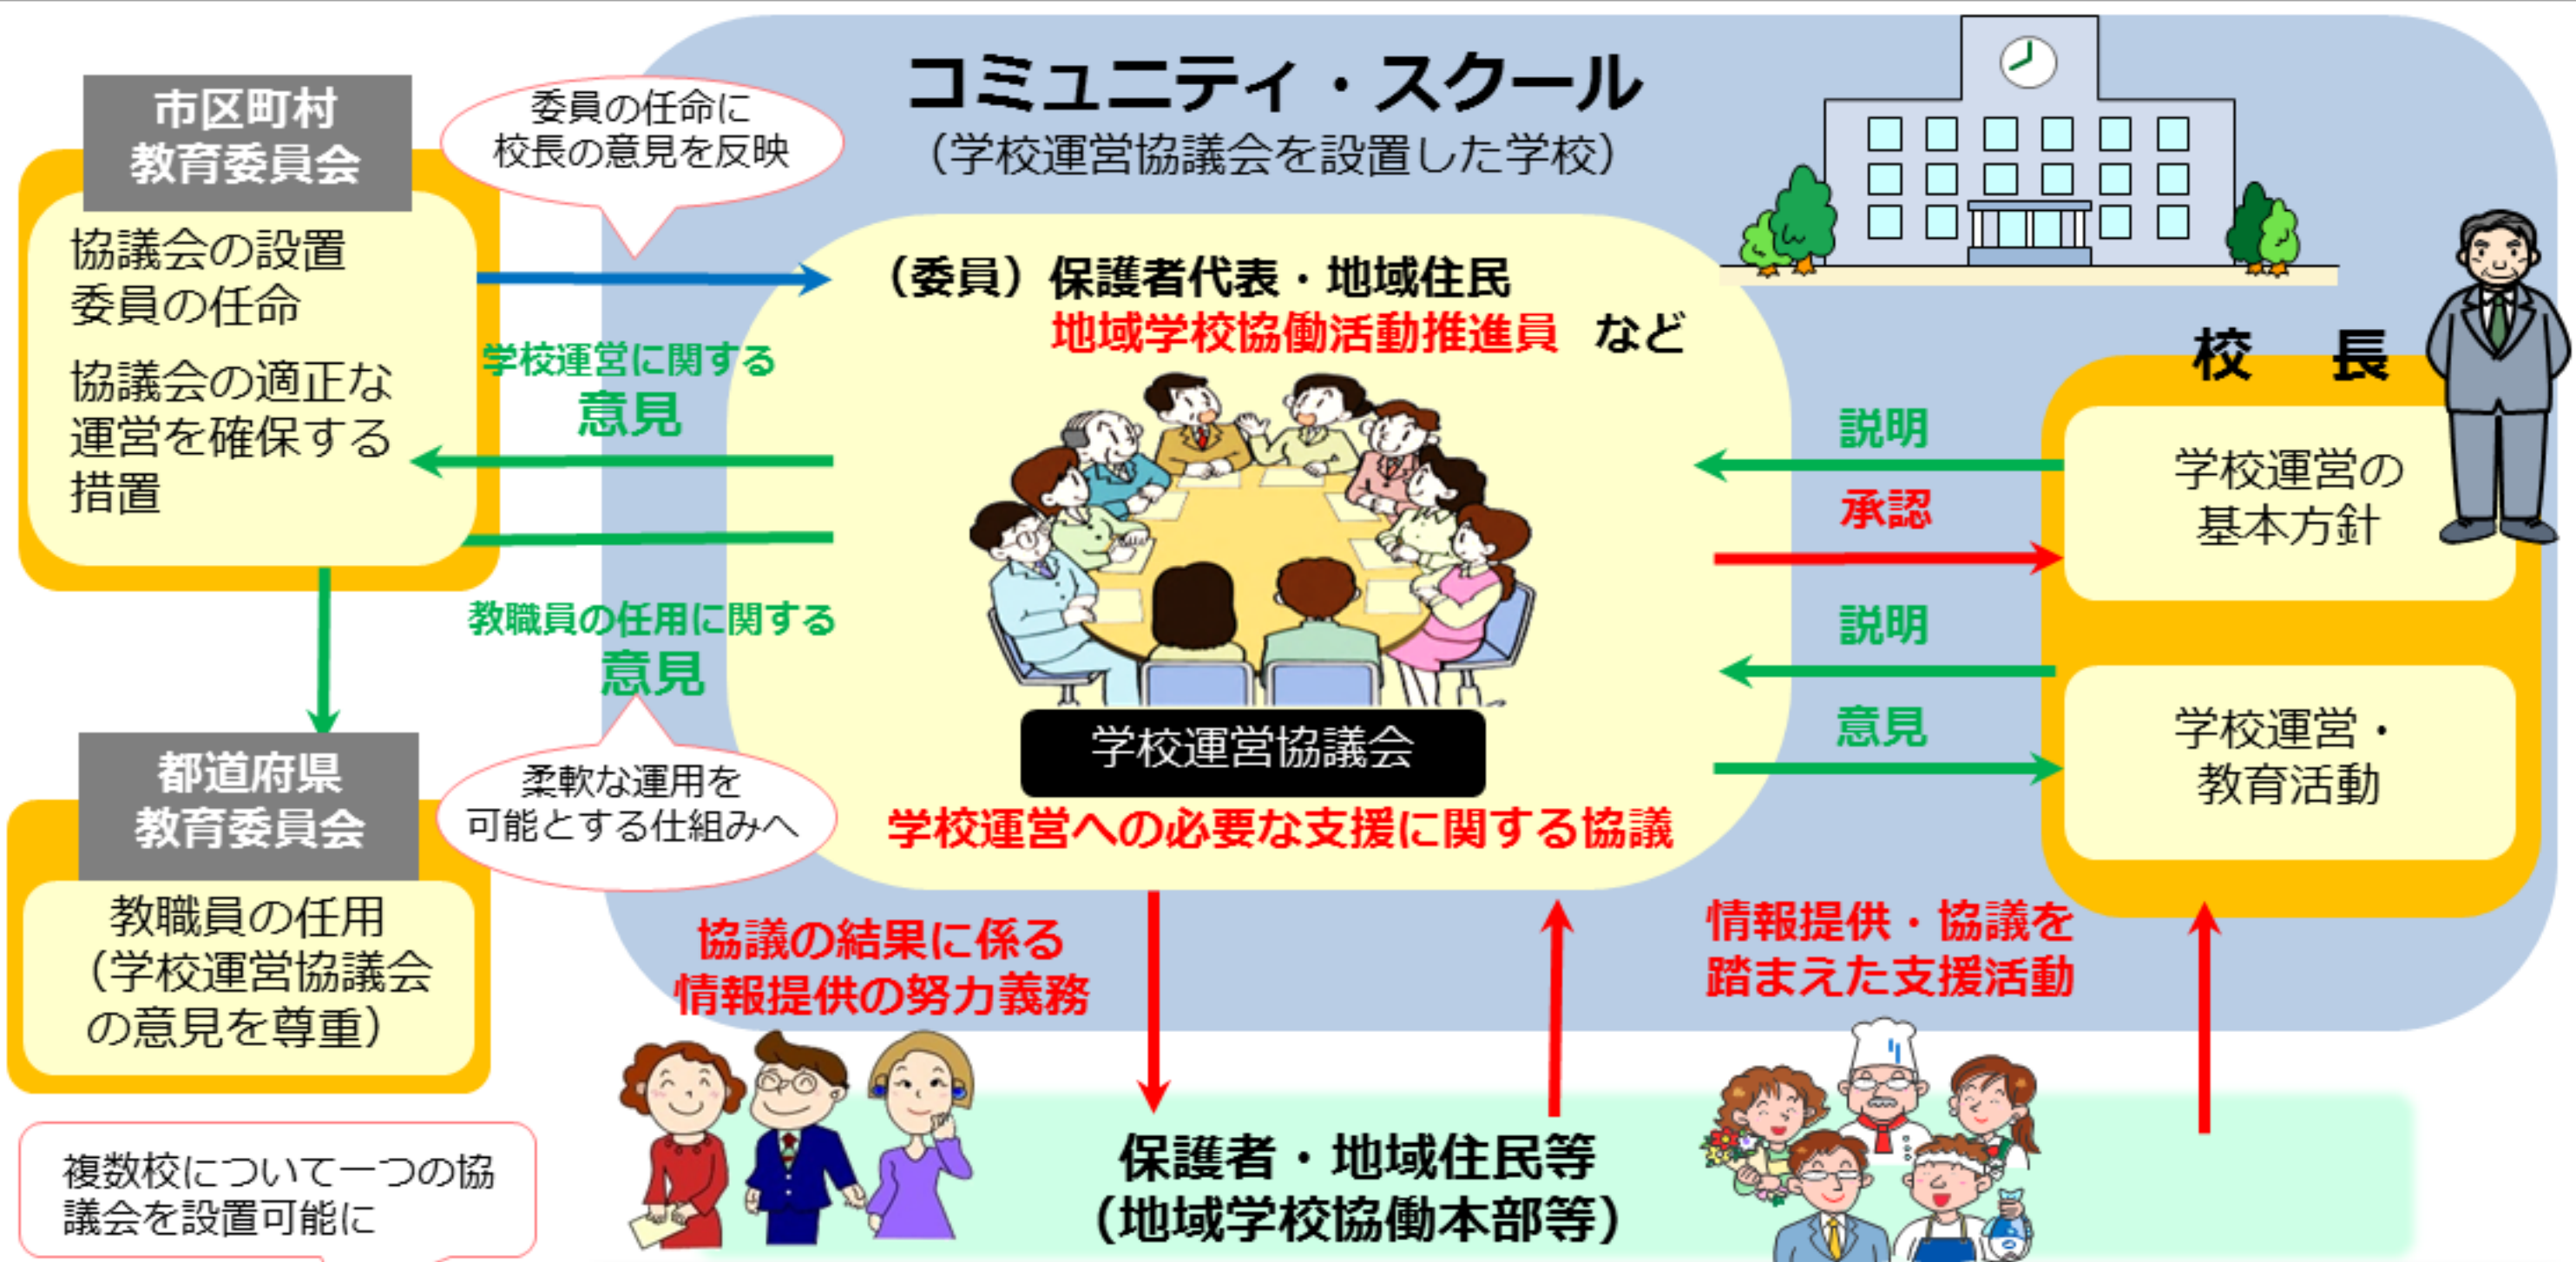 コミュニティ・スクール
（学校運営協議会を設置した学校）
市区町村
教育委員会
協議会の設置
委員の任命
協議会の適正な
運営を確保する
措置
委員の任命に
校長の意見を反映
学校運営に関する
意見
教職員の任用に関する
意見
柔軟な運用を
可能とする仕組みへ
都道府県
教育委員会
教職員の任用
（学校運営協議会
の意見を尊重）
複数校について一つの協
議会を設置可能に
（委員）保護者代表・地域住民
地域学校協働活動推進員 など
学校運営協議会
学校運営への必要な支援に関する協議
校 長
説明
承認
学校運営の
基本方針
説明
意見
学校運営・
教育活動
協議の結果に係る
情報提供の努力義務
情報提供・協議を
踏まえた支援活動
保護者・地域住民等
（地域学校協働本部等）